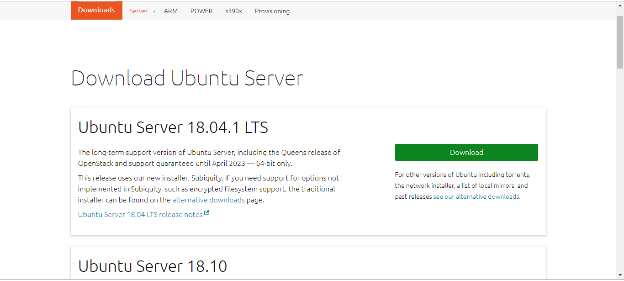 Downloads Server › ARM POWER s390x Provisioning
Download Ubuntu Server
Ubuntu Server 18.04.1 LTS
The long-term support version of Ubuntu Server, including the Queens release of
OpenStack and support guaranteed until April 2023 — 64-bit only.
This release uses our new installer, Subiquity. If you need support for options not
implemented in Subiquity, such as encrypted filesystem support, the traditional
installer can be found on the alternative downloads page.
Ubuntu Server 18.04 LTS release notes
Download
For other versions of Ubuntu including torrents,
the network installer, a list of local mirrors, and
past releases see our alternative downloads.
Ubuntu Server 18.10